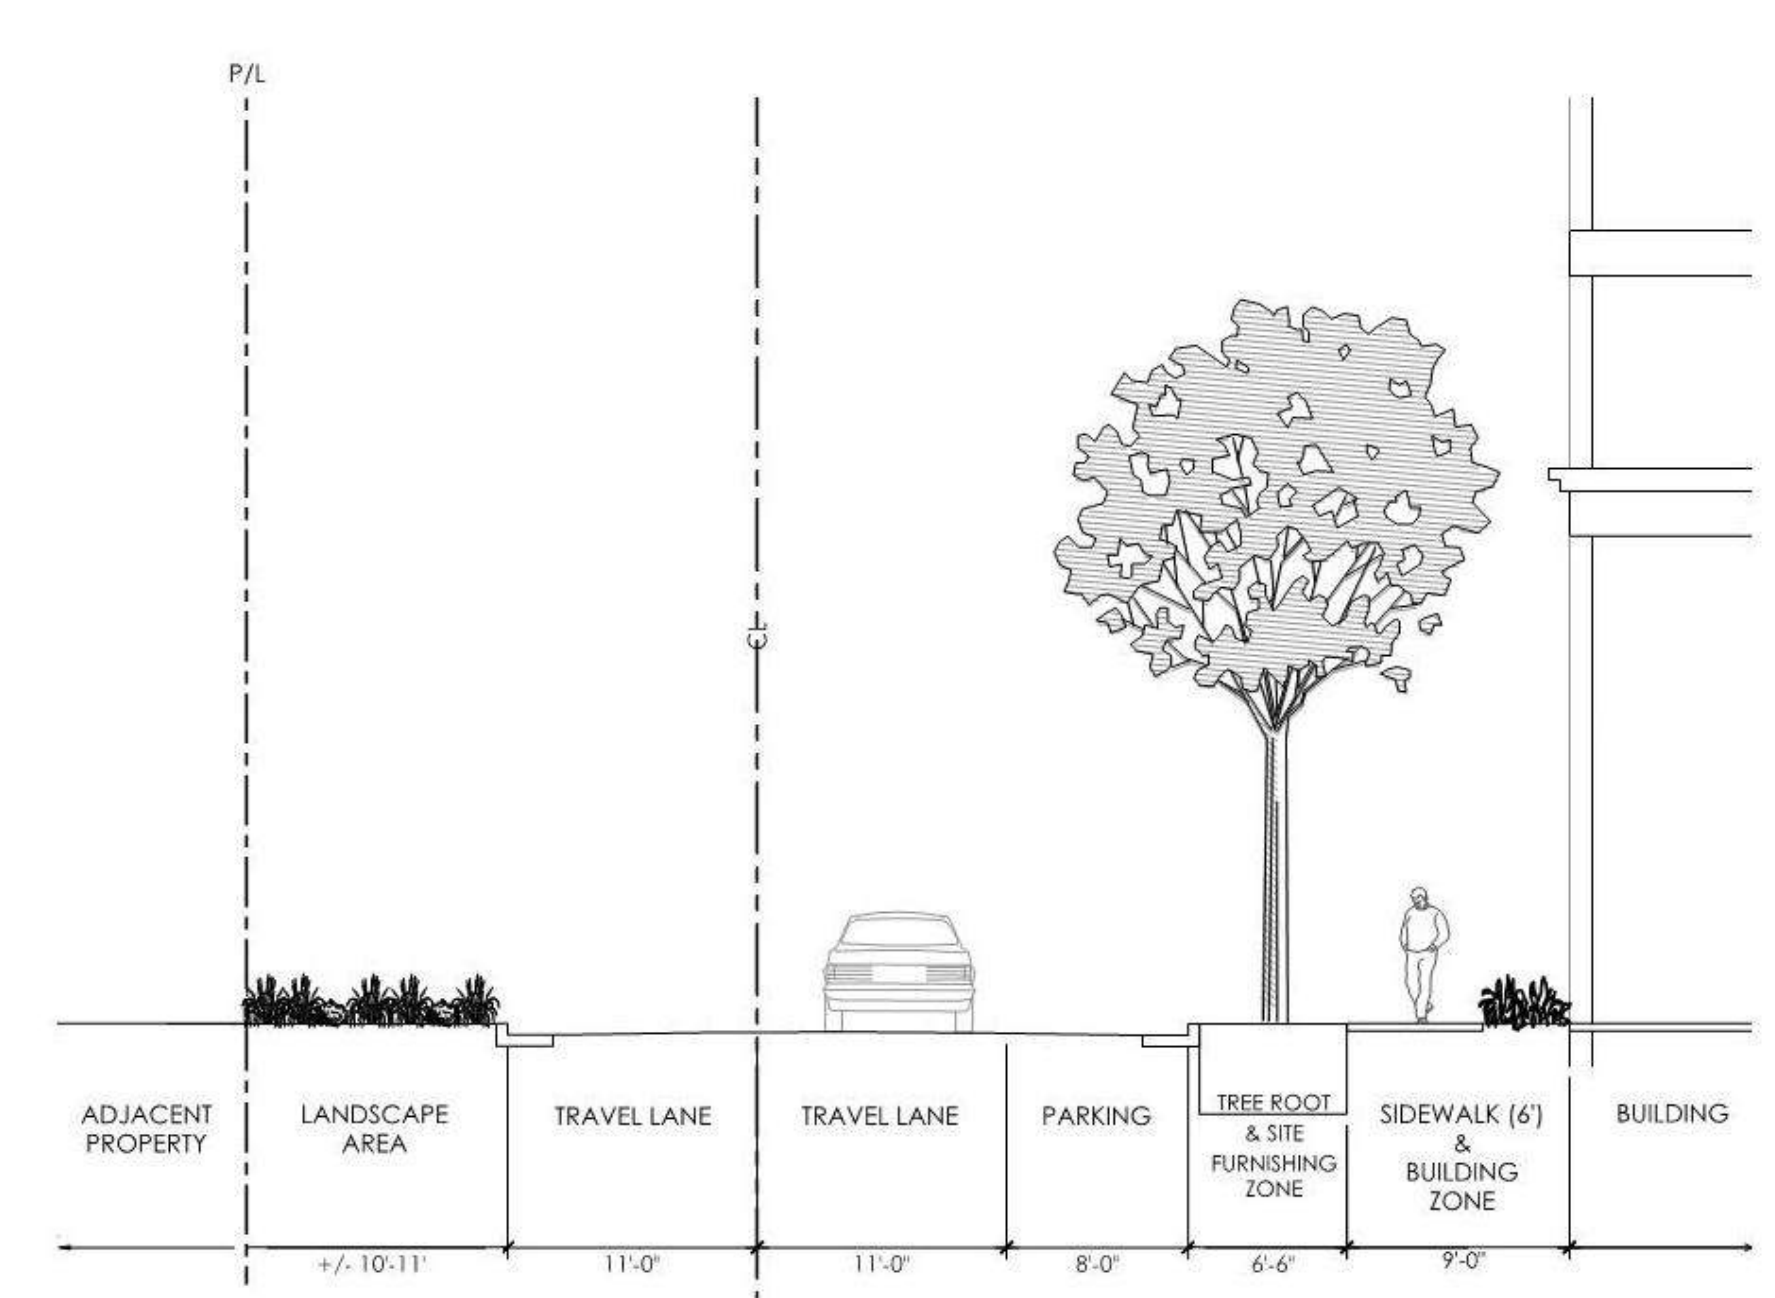 P/L
CL
ADJACENT
PROPERTY
LANDSCAPE
AREA
TRAVEL LANE
TRAVEL LANE
PARKING
TREE ROOT
& SITE
FURNISHING
ZONE
SIDEWALK (6')
&
BUILDING
ZONE
BUILDING
+/- 10'-11'
11'-0"
11'-0"
8'-0"
6'-6"
9'-0"